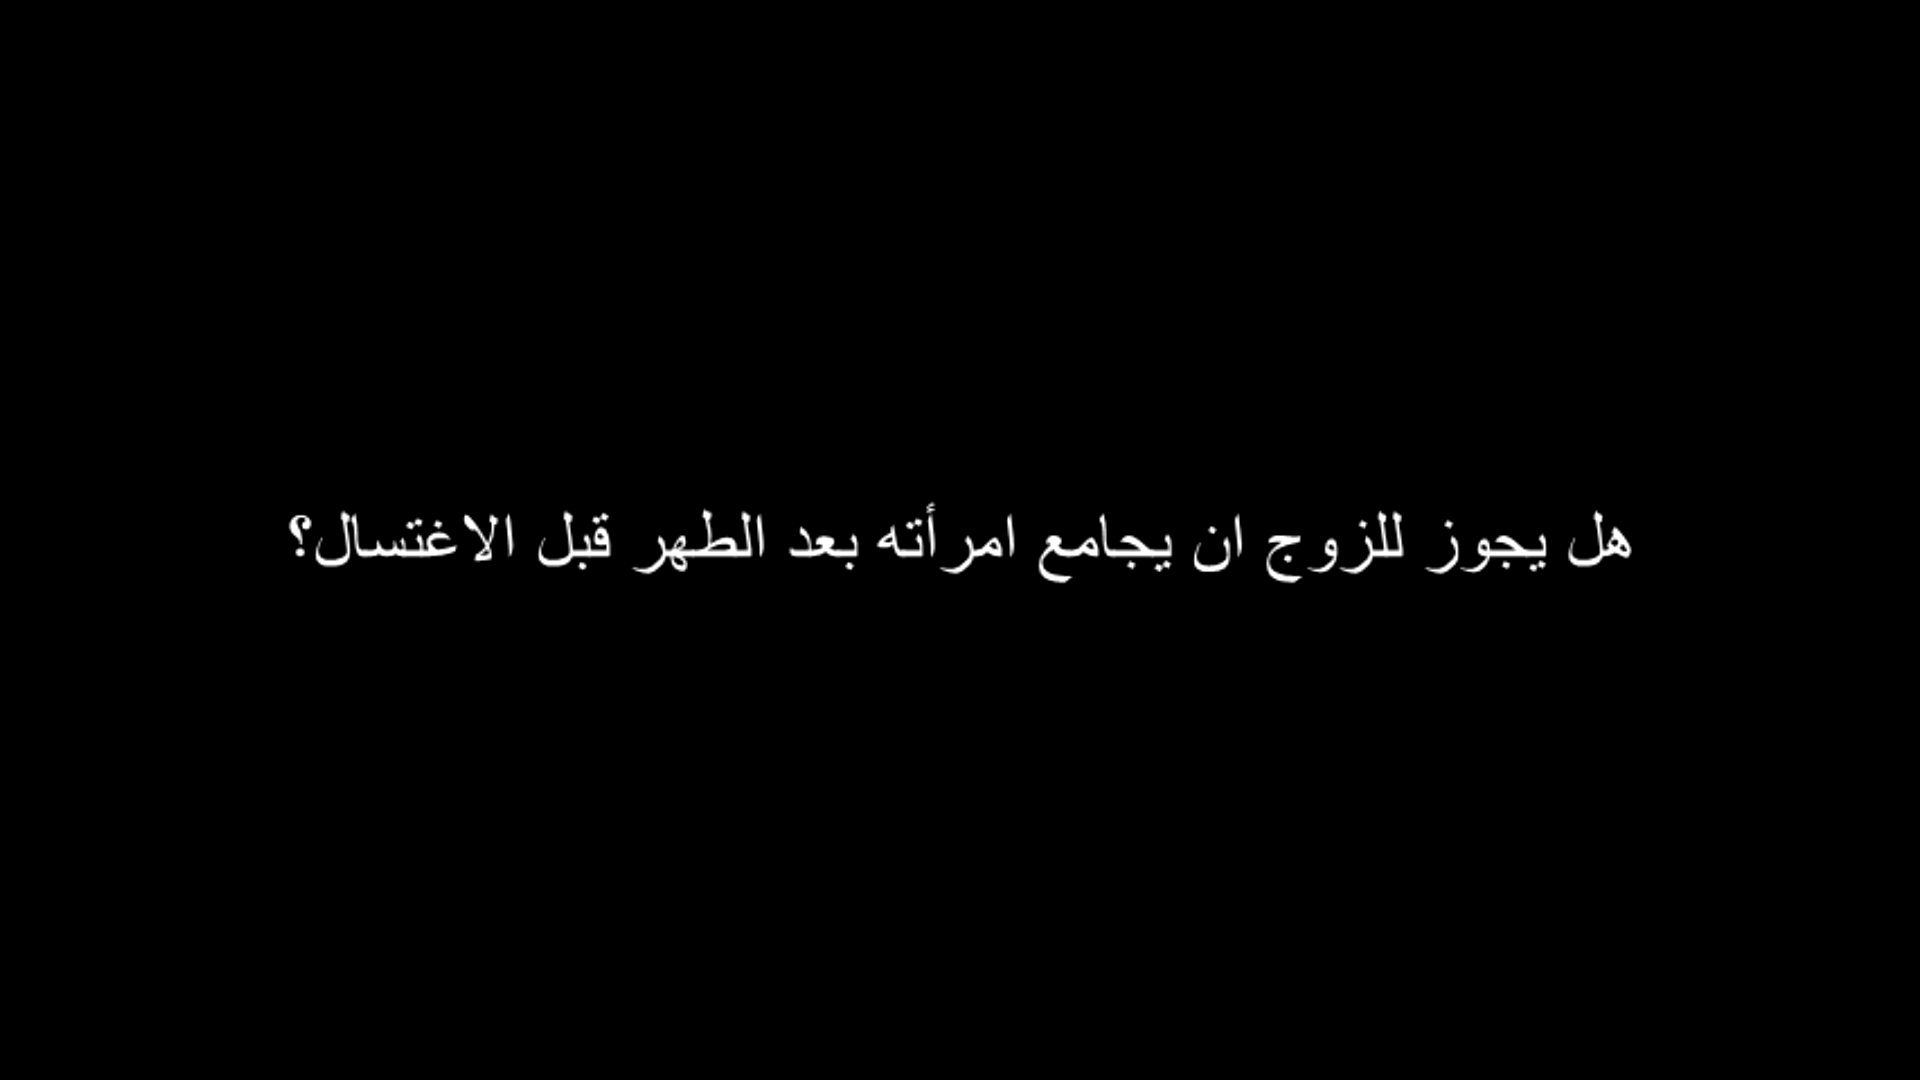 هل يجوز للزوج ان يجامع امرأته بعد الطهر قبل الاغتسال؟